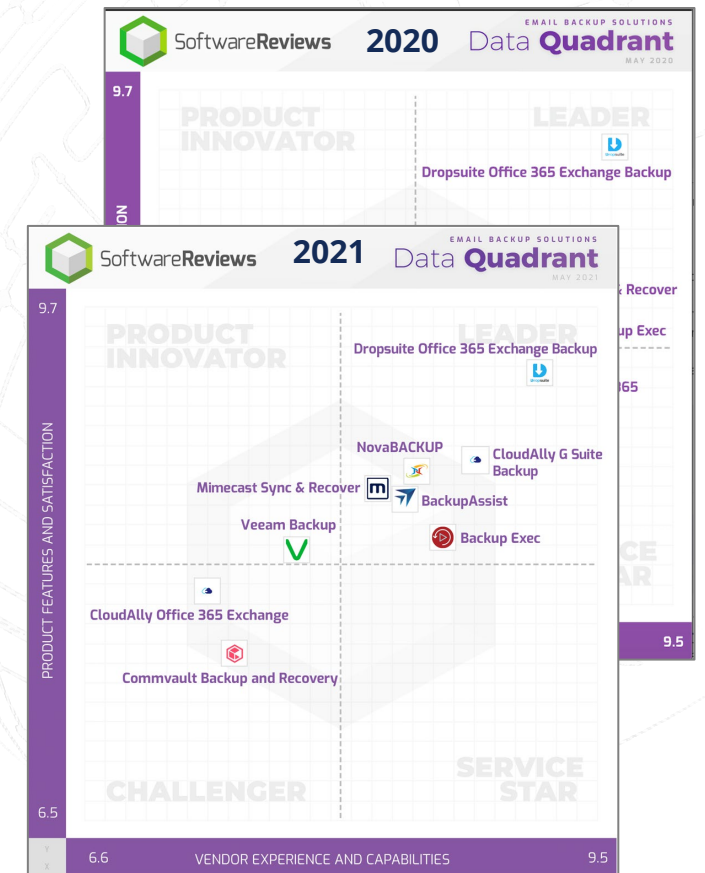 SoftwareReviews
2020
EMAIL BACKUP SOLUTIONS
Data Quadrant
MAY 2020
9.7
PRODUCT
INNOVATOR
LEADER
dropsuite
Dropsuite Office 365 Exchange Backup
& Recover
up Exec
365
CE
AR
9.5
SoftwareReviews
2021
EMAIL BACKUP SOLUTIONS
Data Quadrant
MAY 2021
9.7
PRODUCT
INNOVATOR
LEADER
Dropsuite Office 365 Exchange Backup
dropsuite
NovaBACKUP
CloudAlly G Suite
Backup
Mimecast Sync & Recover
m
BackupAssist
Veeam Backup
Backup Exec
CloudAlly Office 365 Exchange
Commvault Backup and Recovery
PRODUCT FEATURES AND SATISFACTION
CHALLENGER
SERVICE
STAR
6.5
Y
X
6.6
VENDOR EXPERIENCE AND CAPABILITIES
9.5